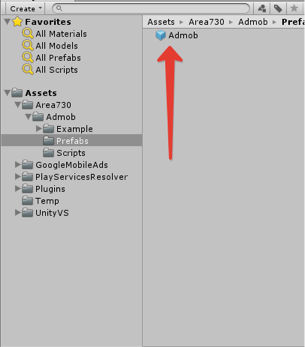 Create
Favorites
All Materials
All Models
All Prefabs
All Scripts
Assets
Area730
Admob
Example
Prefabs
Scripts
GoogleMobileAds
PlayServicesResolver
Plugins
Temp
UnityVS
Assets Area730 Admob Prefa
Admob